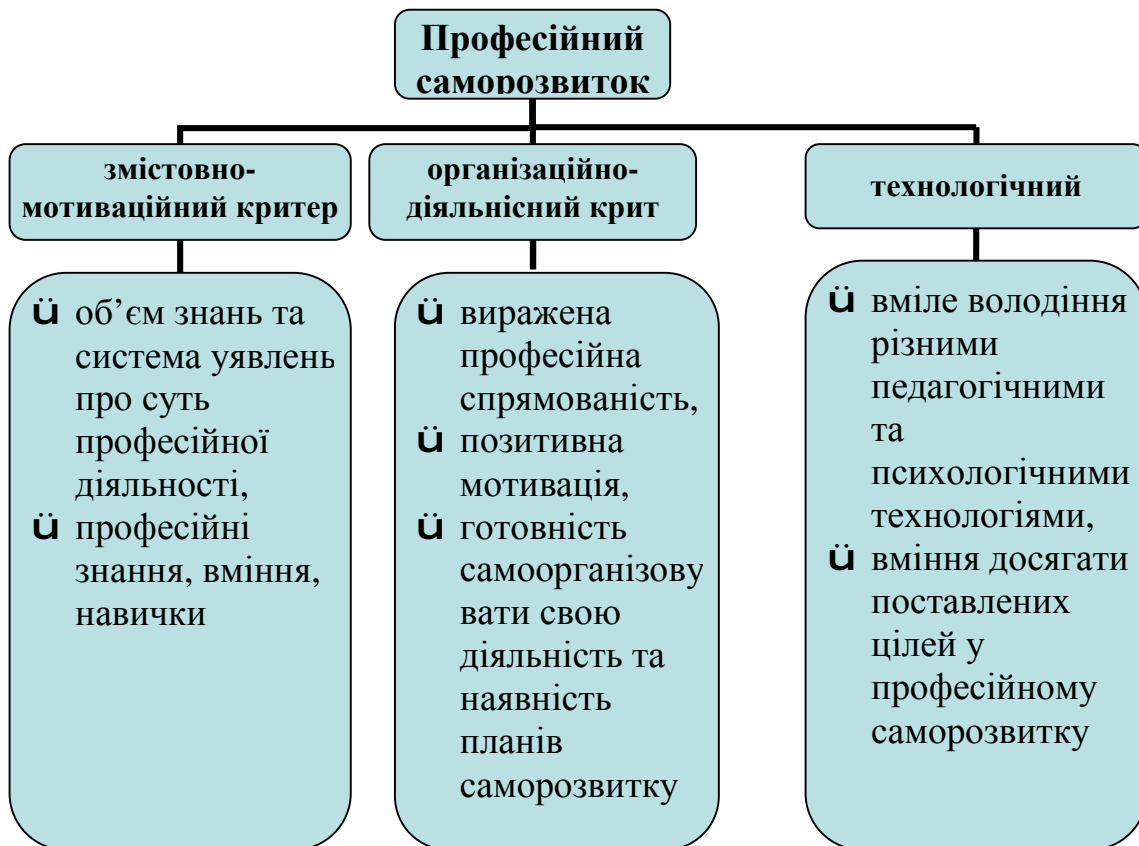 Професійний
саморозвиток
змістовно-
мотиваційний критер
організаційно-
діяльнісний крит
технологічний
ü об’єм знань та
система уявлень
про суть
професійної
діяльності,
ü професійні
знання, вміння,
навички
ü виражена
професійна
спрямованість,
ü позитивна
мотивація,
ü готовність
самоорганізову
вати свою
діяльність та
наявність
планів
саморозвитку
ü вміле володіння
різними
педагогічними
та
психологічними
технологіями,
ü вміння досягати
поставлених
цілей у
професійному
саморозвитку